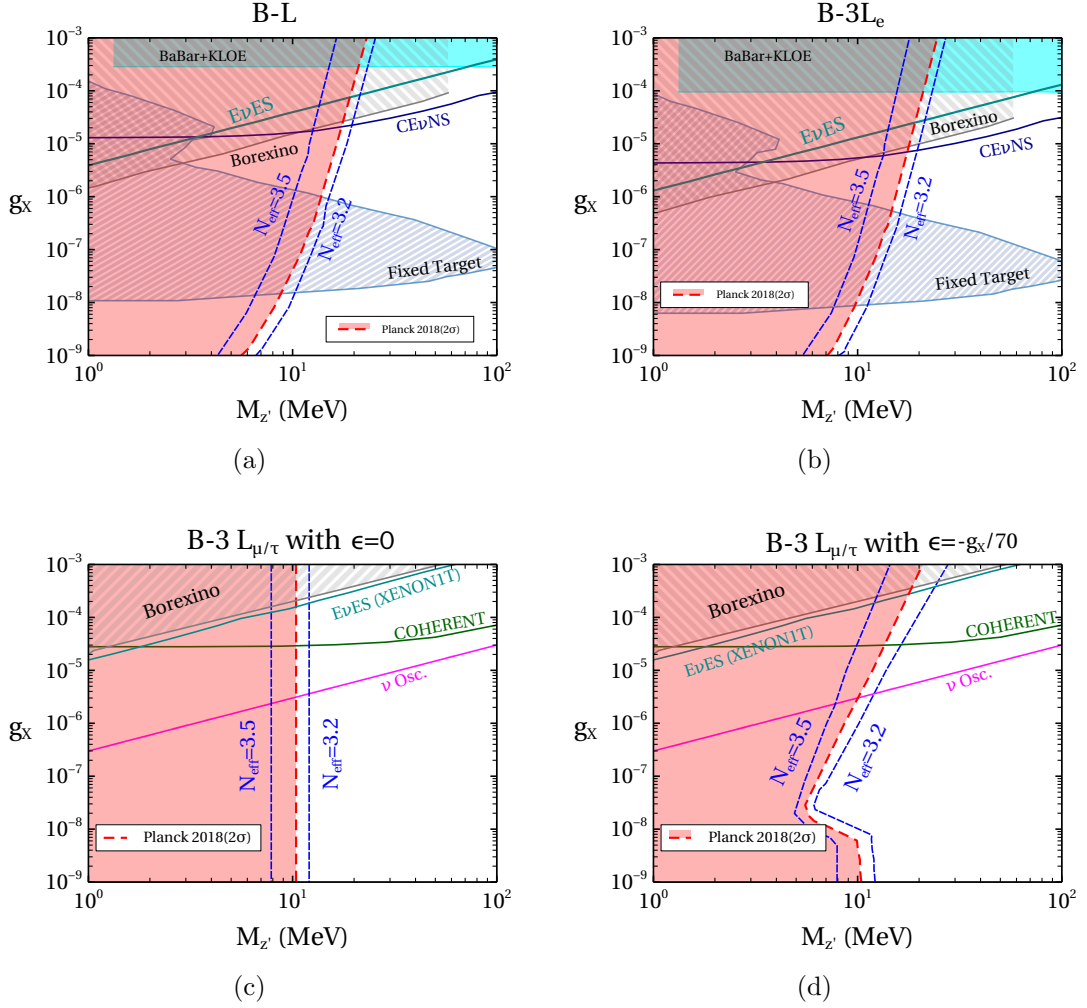 B-L
BaBar+KLOE
EνES
Borexino
CEνNS
N_eff=3.5
N_eff=3.2
Fixed Target
Planck 2018(2σ)
g_X
10^-3
10^-4
10^-5
10^-6
10^-7
10^-8
10^-9
10^0
10^1
10^2
M_z' (MeV)
(a)
B-3L_e
BaBar+KLOE
EνES
Borexino
CEνNS
N_eff=3.5
N_eff=3.2
Fixed Target
Planck 2018(2σ)
10^-3
10^-4
10^-5
10^-6
10^-7
10^-8
10^-9
10^0
10^1
10^2
M_z' (MeV)
(b)
B-3 L_μ/τ with ϵ=0
Borexino
EνES (XENON1T)
COHERENT
ν Osc.
N_eff=3.5
N_eff=3.2
Planck 2018(2σ)
g_X
10^-3
10^-4
10^-5
10^-6
10^-7
10^-8
10^-9
10^0
10^1
10^2
M_z' (MeV)
(c)
B-3 L_μ/τ with ϵ=-g_X/70
Borexino
EνES (XENON1T)
COHERENT
ν Osc.
N_eff=3.5
N_eff=3.2
Planck 2018(2σ)
g_X
10^-3
10^-4
10^-5
10^-6
10^-7
10^-8
10^-9
10^0
10^1
10^2
M_z' (MeV)
(d)